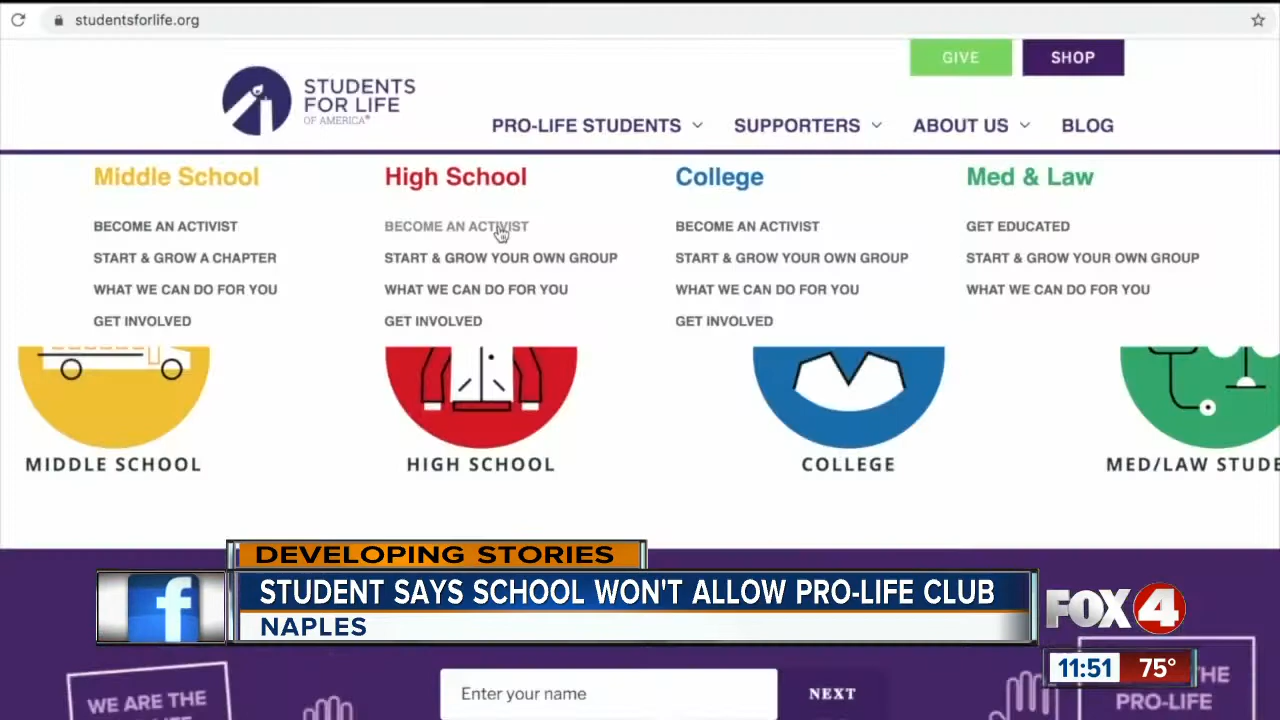 studentsforlife.org
GIVE
SHOP
STUDENTS
FOR LIFE
OF AMERICA®
PRO-LIFE STUDENTS
SUPPORTERS
ABOUT US
BLOG
Middle School
High School
College
Med & Law
BECOME AN ACTIVIST
BECOME AN ACTIVIST
BECOME AN ACTIVIST
GET EDUCATED
START & GROW A CHAPTER
START & GROW YOUR OWN GROUP
START & GROW YOUR OWN GROUP
START & GROW YOUR OWN GROUP
WHAT WE CAN DO FOR YOU
WHAT WE CAN DO FOR YOU
WHAT WE CAN DO FOR YOU
WHAT WE CAN DO FOR YOU
GET INVOLVED
GET INVOLVED
GET INVOLVED
MIDDLE SCHOOL
HIGH SCHOOL
COLLEGE
MED/LAW STUDE
DEVELOPING STORIES
STUDENT SAYS SCHOOL WON'T ALLOW PRO-LIFE CLUB
NAPLES
f
FOX 4
11:51 75°
WE ARE THE
Enter your name
NEXT
HE
PRO-LIFE